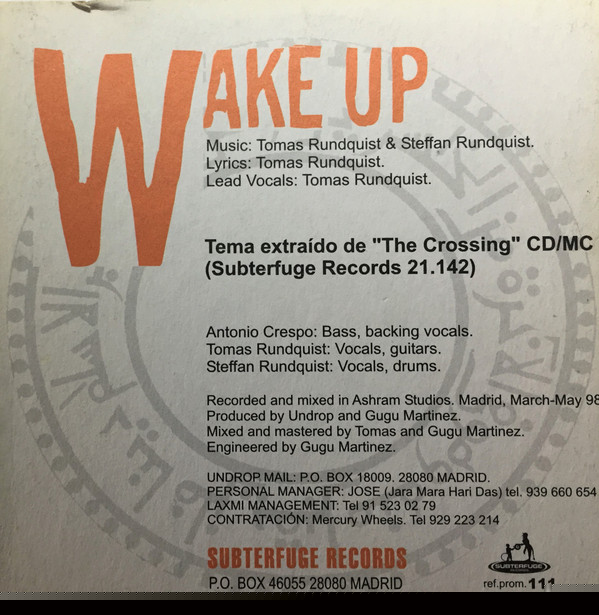 WAKE UP
Music: Tomas Rundquist & Steffan Rundquist.
Lyrics: Tomas Rundquist.
Lead Vocals: Tomas Rundquist.
Tema extraído de "The Crossing" CD/MC
(Subterfuge Records 21.142)
Antonio Crespo: Bass, backing vocals.
Tomas Rundquist: Vocals, guitars.
Steffan Rundquist: Vocals, drums.
Recorded and mixed in Ashram Studios. Madrid, March-May 98
Produced by Undrop and Gugu Martinez.
Mixed and mastered by Tomas and Gugu Martinez.
Engineered by Gugu Martinez.
UNDROP MAIL: P.O. BOX 18009. 28080 MADRID.
PERSONAL MANAGER: JOSE (Jara Mara Hari Das) tel. 939 660 654
LAXMI MANAGEMENT: Tel 91 523 02 79
CONTRATACIÓN: Mercury Wheels. Tel 929 223 214
SUBTERFUGE RECORDS
P.O. BOX 46055 28080 MADRID
SUBTERFUGE
ref.prom. 111